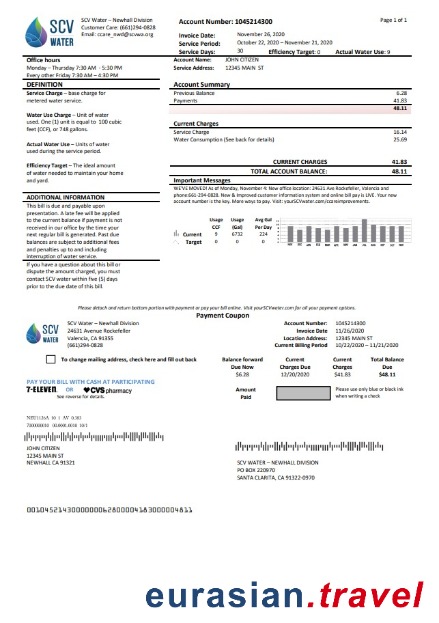 SCV WATER
SCV Water – Newhall Division
Customer Care: (661)294-0828
Email: ccare_nwd@scvwa.org
Account Number: 1045214300
Page 1 of 1
Invoice Date: November 26, 2020
Service Period: October 22, 2020 – November 21, 2020
Service Days: 30 Efficiency Target: 0 Actual Water Use: 9
Account Name: JOHN CITIZEN
Service Address: 12345 MAIN ST
Office hours
Monday – Thursday 7:30 AM - 5:30 PM
Every other Friday 7:30 AM – 4:30 PM
DEFINITION
Service Charge – base charge for
metered water service.
Water Use Charge – Unit of water
used. One (1) unit is equal to 100 cubic
feet (CCF), or 748 gallons.
Actual Water Use – Units of water
used during the service period.
Efficiency Target – The ideal amount
of water needed to maintain your home
and yard.
ADDITIONAL INFORMATION
This bill is due and payable upon
presentation. A late fee will be applied
to the current balance if payment is not
received in our office by the time your
next regular bill is generated. Past due
balances are subject to additional fees
and penalties up to and including
interruption of water service.
If you have a question about this bill or
dispute the amount charged, you must
contact SCV water within five (5) days
prior to the due date of this bill.
Account Summary
Previous Balance 6.28
Payments 41.83
48.11
Current Charges
Service Charge 16.14
Water Consumption (See back for details) 25.69
CURRENT CHARGES 41.83
TOTAL ACCOUNT BALANCE: 48.11
Important Messages
WE'VE MOVED! As of Monday, November 4: New office location: 24631 Ave Rockefeller, Valencia and
phone 661-294-0828. New & improved customer information system and online bill pay is LIVE. Your new
account number is the key. More ways to pay. Visit: yourSCVwater.com/ccareimprovements.
Usage Usage Avg Gal
CCF (Gal) Per Day
Current 9 6732 224
Target 0 0 0
Please detach and return bottom portion with payment or pay your bill online. Visit yourSCVwater.com for all your payment options.
Payment Coupon
SCV WATER
SCV Water – Newhall Division
24631 Avenue Rockefeller
Valencia, CA 91355
(661)294-0828
Account Number: 1045214300
Invoice Date 11/26/2020
Location Address: 12345 MAIN ST
Current Billing Period 10/22/2020 – 11/21/2020
To change mailing address, check here and fill out back
Balance forward Current Current Total Balance
Due Now Charges Due Charges Due
$6.28 12/20/2020 $41.83 $48.11
PAY YOUR BILL WITH CASH AT PARTICIPATING
7-ELEVEN. OR CVS pharmacy
See reverse for details.
Amount
Paid
Please use only blue or black ink
when writing a check
JOHN CITIZEN
12345 MAIN ST
NEWHALL CA 91321
SCV WATER – NEWHALL DIVISION
PO BOX 220970
SANTA CLARITA, CA 91322-0970
eurasian.travel